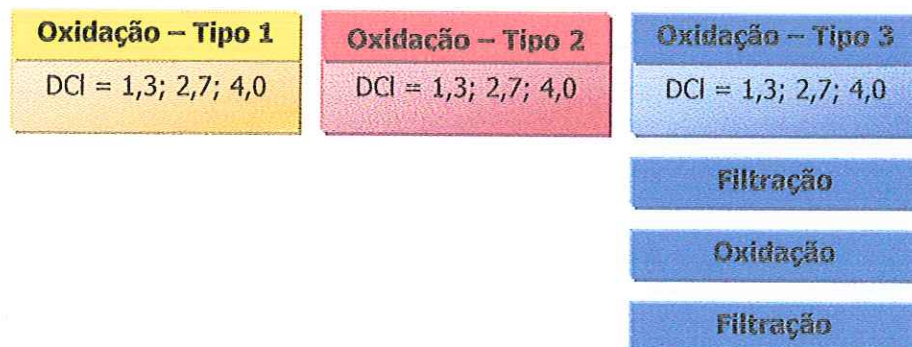 Oxidação – Tipo 1
DCl = 1,3; 2,7; 4,0
Oxidação – Tipo 2
DCl = 1,3; 2,7; 4,0
Oxidação – Tipo 3
DCl = 1,3; 2,7; 4,0
Filtração
Oxidação
Filtração